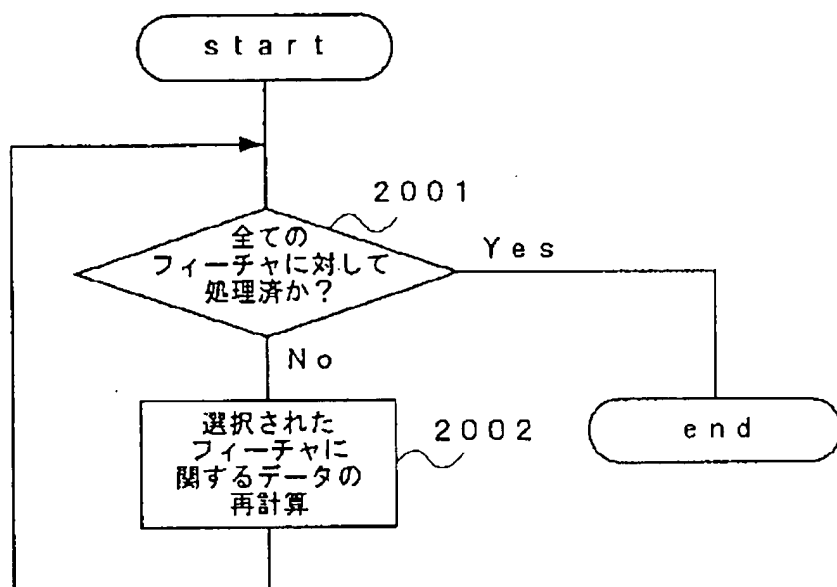 start
2001
全ての
フィーチャに対して
処理済か?
Yes
No
選択された
フィーチャに
関するデータの
再計算
2002
end